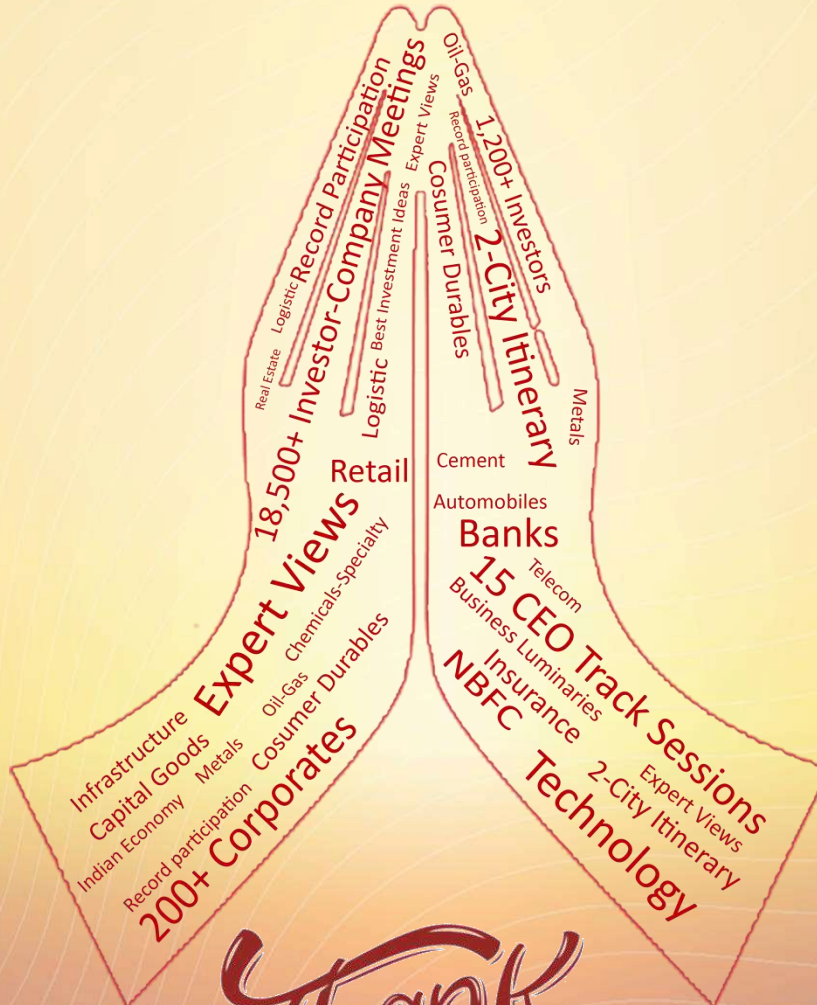 Record Participation
Logistic
Real Estate
18,500+ Investor-Company Meetings
Expert Views
Best Investment Ideas
Logistic
Retail
Expert Views
Chemicals-Specialty
Infrastructure
Capital Goods
Indian Economy
Metals
Oil-Gas
Cosumer Durables
Record participation
200+ Corporates
Oil-Gas
1,200+ Investors
Record participation
Cosumer Durables
2-City Itinerary
Metals
Cement
Automobiles
Banks
Telecom
15 CEO Track Sessions
Business Luminaries
Insurance
NBFC
Expert Views
2-City Itinerary
Technology
Thank